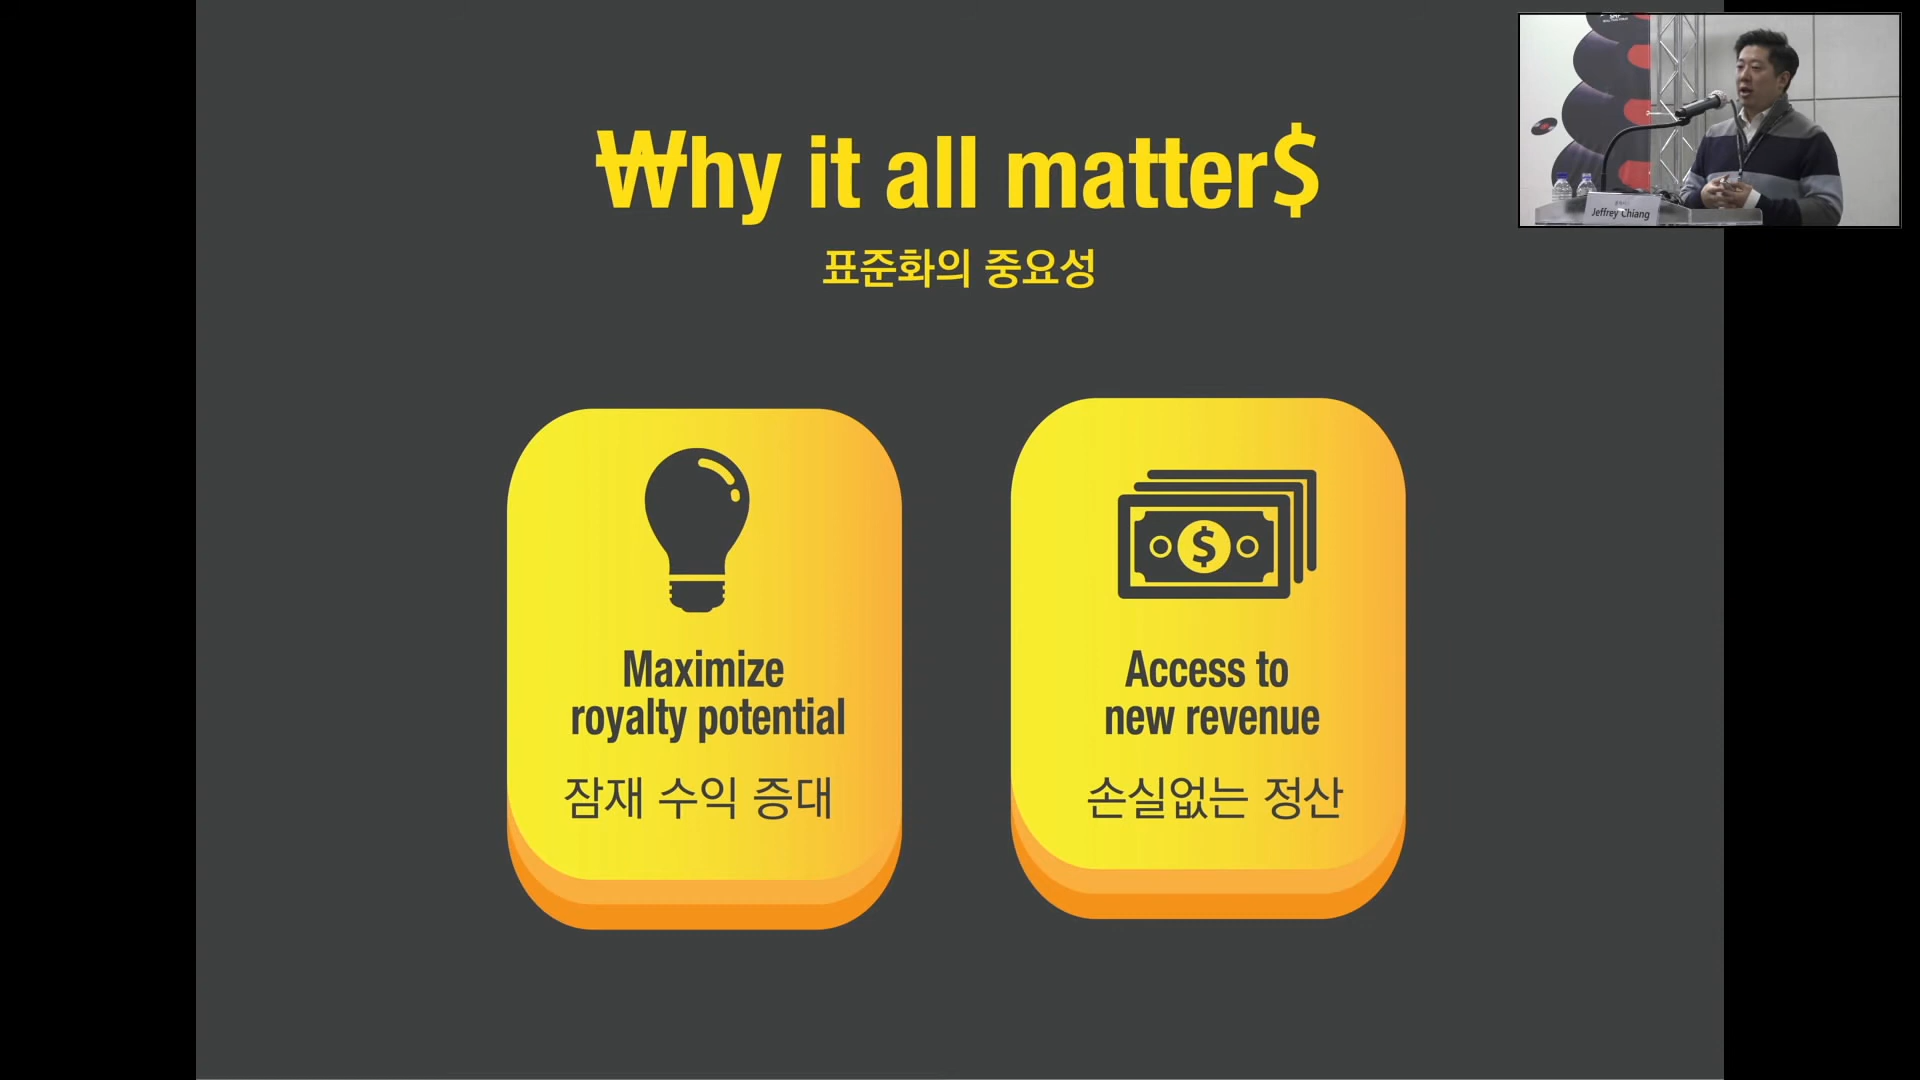 ₩hy it all matter$
표준화의 중요성
Maximize
royalty potential
잠재 수익 증대
$
Access to
new revenue
손실없는 정산
Jeffrey Chiang